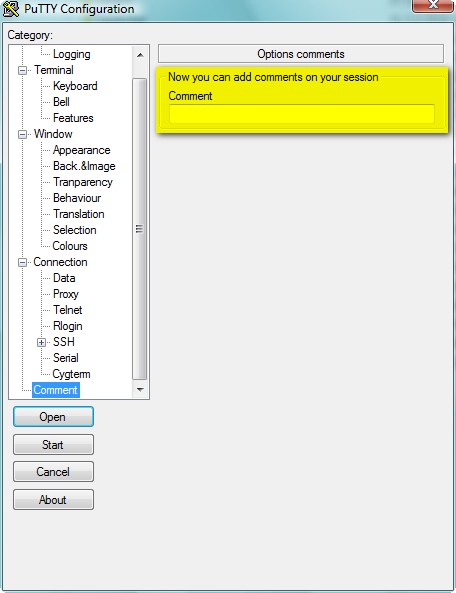 PuTTY Configuration
Category:
Logging
Terminal
Keyboard
Bell
Features
Window
Appearance
Back.&Image
Tranparency
Behaviour
Translation
Selection
Colours
Connection
Data
Proxy
Telnet
Rlogin
SSH
Serial
Cygterm
Comment
Options comments
Now you can add comments on your session
Comment
Open
Start
Cancel
About